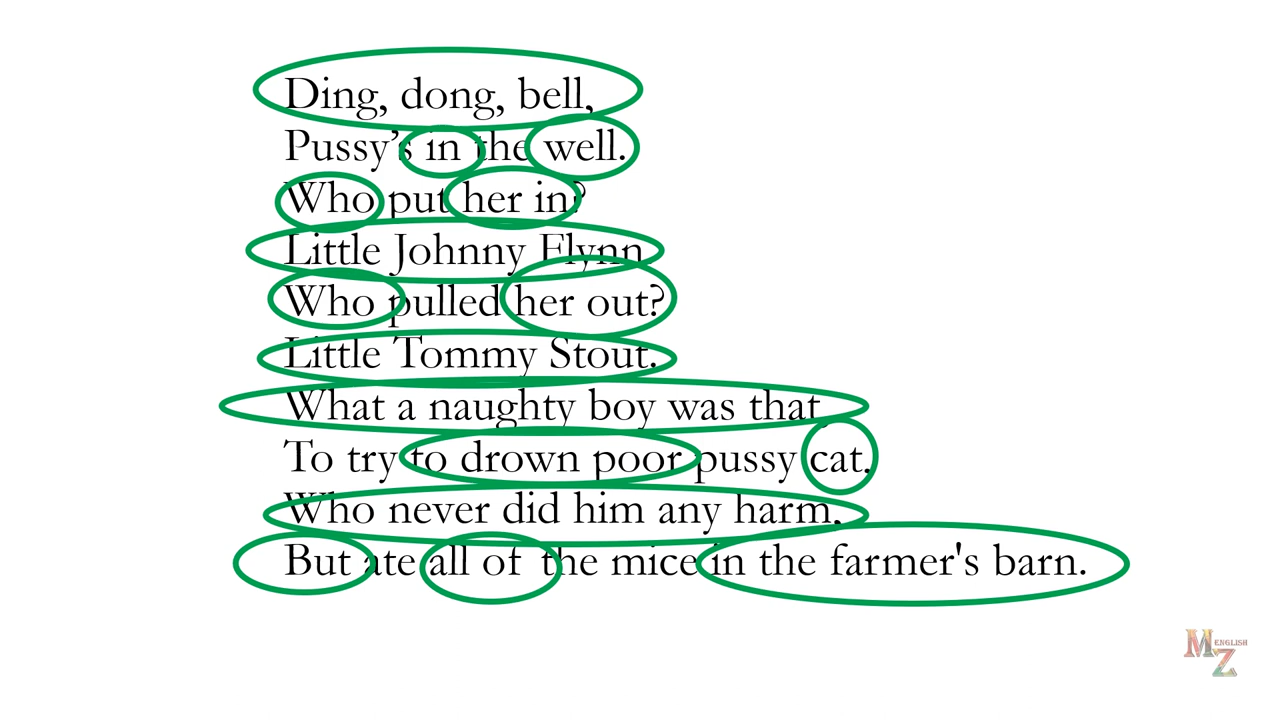 Ding, dong, bell,
Pussy’s in the well.
Who put her in?
Little Johnny Flynn.
Who pulled her out?
Little Tommy Stout.
What a naughty boy was that,
To try to drown poor pussy cat.
Who never did him any harm,
But ate all of the mice in the farmer's barn.
MZ ENGLISH